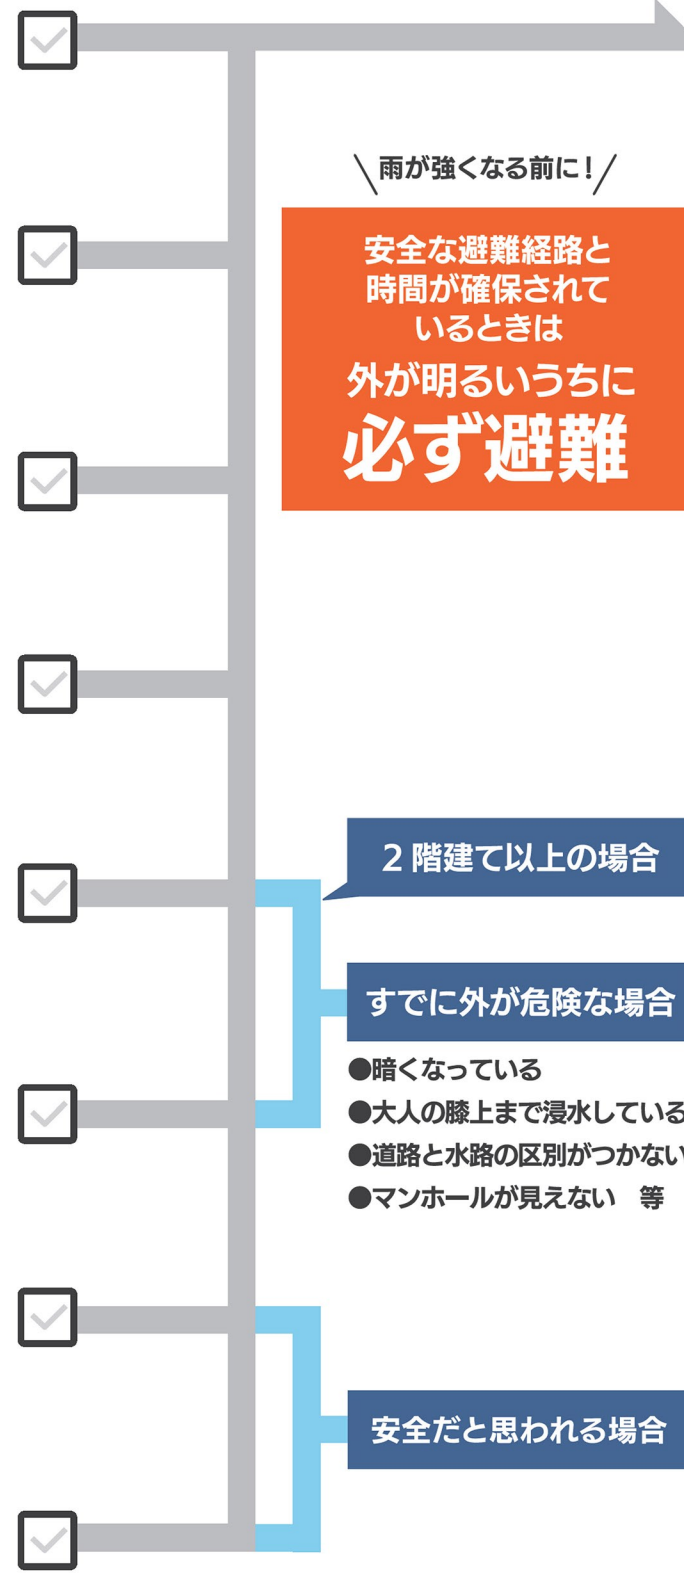 雨が強くなる前に！
安全な避難経路と
時間が確保されて
いるときは
外が明るいうちに
必ず避難
2階建て以上の場合
すでに外が危険な場合
●暗くなっている
●大人の膝上まで浸水している
●道路と水路の区別がつかない
●マンホールが見えない　等
安全だと思われる場合